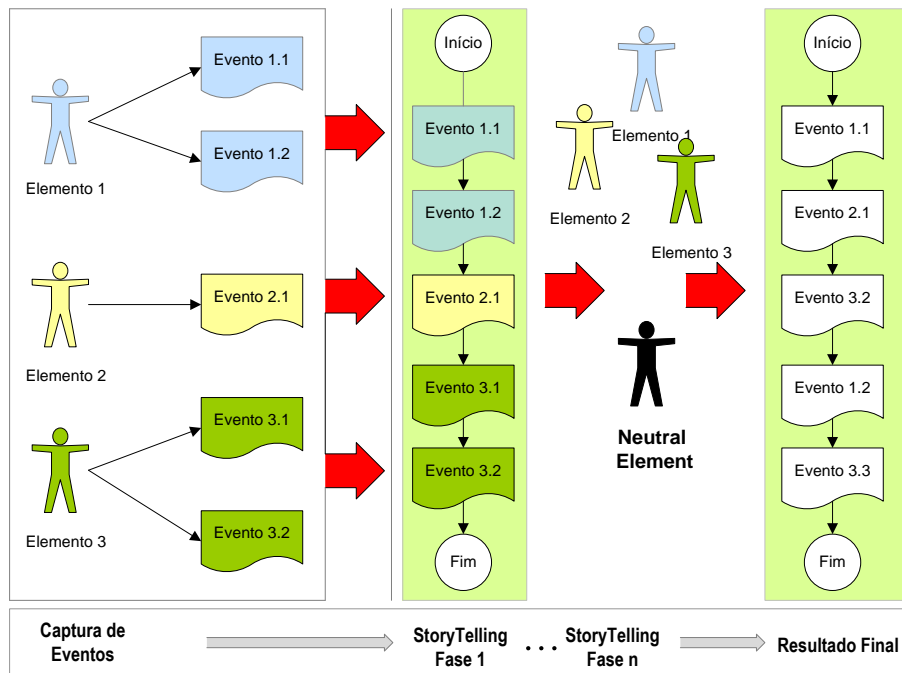 Elemento 1
Evento 1.1
Evento 1.2
Elemento 2
Evento 2.1
Elemento 3
Evento 3.1
Evento 3.2
Início
Evento 1.1
Evento 1.2
Evento 2.1
Evento 3.1
Evento 3.2
Fim
Elemento 1
Elemento 2
Elemento 3
Neutral
Element
Início
Evento 1.1
Evento 2.1
Evento 3.2
Evento 1.2
Evento 3.3
Fim
Captura de
Eventos
StoryTelling
Fase 1
. . .
StoryTelling
Fase n
Resultado Final